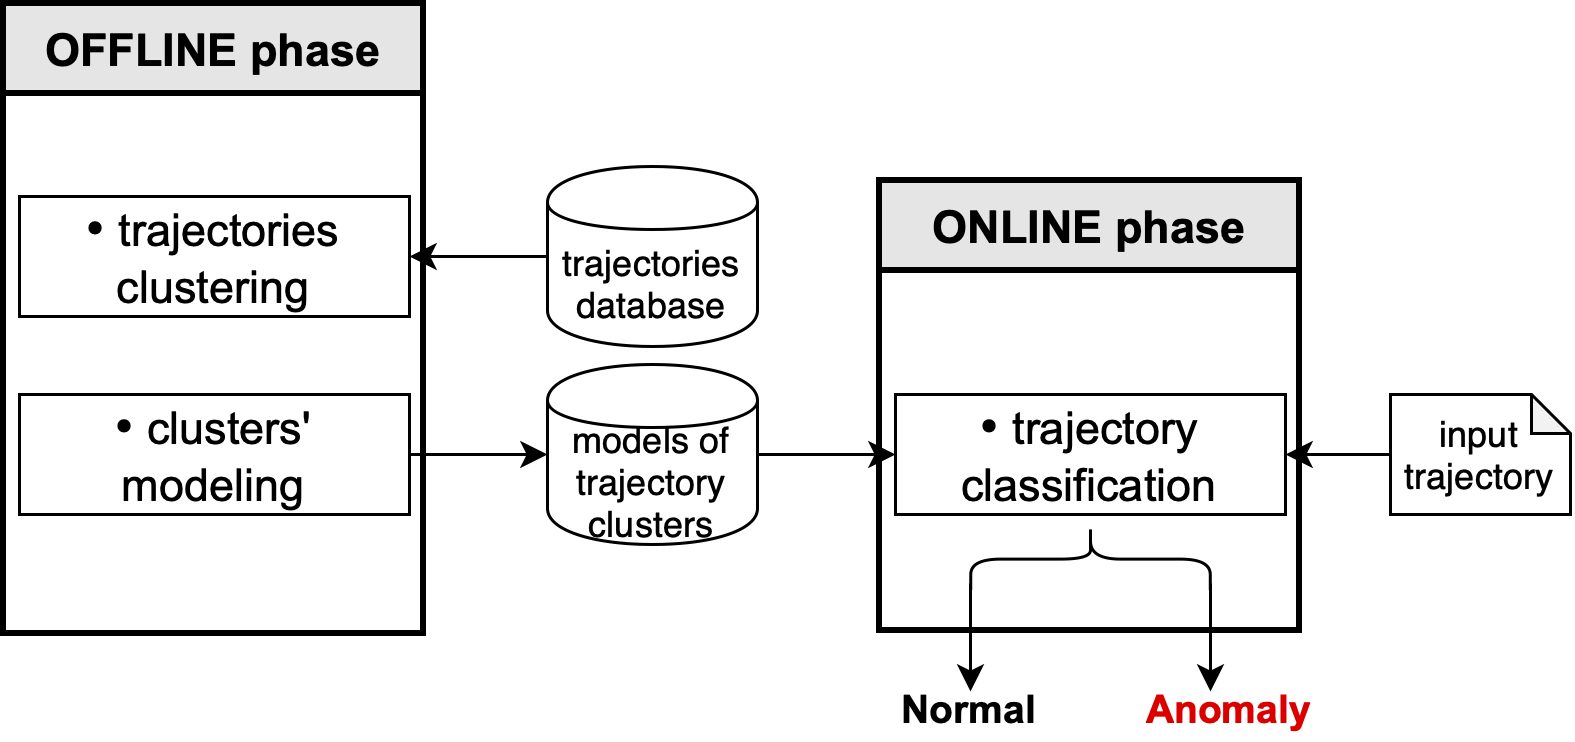 OFFLINE phase
• trajectories
clustering
• clusters'
modeling
trajectories
database
models of
trajectory
clusters
ONLINE phase
• trajectory
classification
input
trajectory
Normal
Anomaly